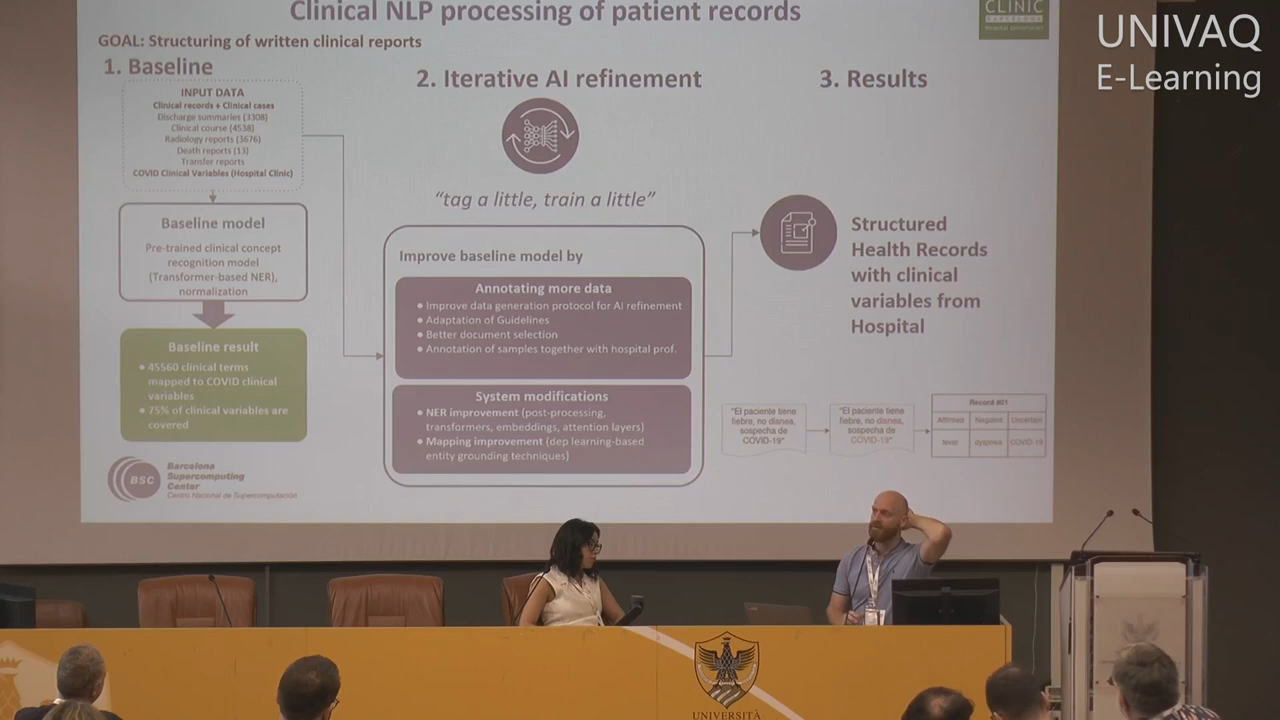 Clinical NLP processing of patient records
CLINIC
BARCELONA
Hospital Universitari
UNIVAQ
E-Learning
GOAL: Structuring of written clinical reports
1. Baseline
INPUT DATA
Clinical records + Clinical cases
Discharge summaries (3308)
Clinical course (4538)
Radiology reports (3676)
Death reports (13)
Transfer reports
COVID Clinical Variables (Hospital Clinic)
Baseline model
Pre-trained clinical concept
recognition model
(Transformer-based NER),
normalization
Baseline result
● 45560 clinical terms
mapped to COVID clinical
variables
● 75% of clinical variables are
covered
BSC
Barcelona
Supercomputing
Center
Centro Nacional de Supercomputación
2. Iterative AI refinement
“tag a little, train a little”
Improve baseline model by
Annotating more data
● Improve data generation protocol for AI refinement
● Adaptation of Guidelines
● Better document selection
● Annotation of samples together with hospital prof.
System modifications
● NER improvement (post-processing,
transformers, embeddings, attention layers)
● Mapping improvement (dep learning-based
entity grounding techniques)
3. Results
Structured
Health Records
with clinical
variables from
Hospital
"El paciente tiene
fiebre, no disnea,
sospecha de
COVID-19"
"El paciente tiene
fiebre, no disnea,
sospecha de
COVID-19"
Record #01
Affirmed Negated Uncertain
fever dyspnea COVID-19
UNIVERSITÀ